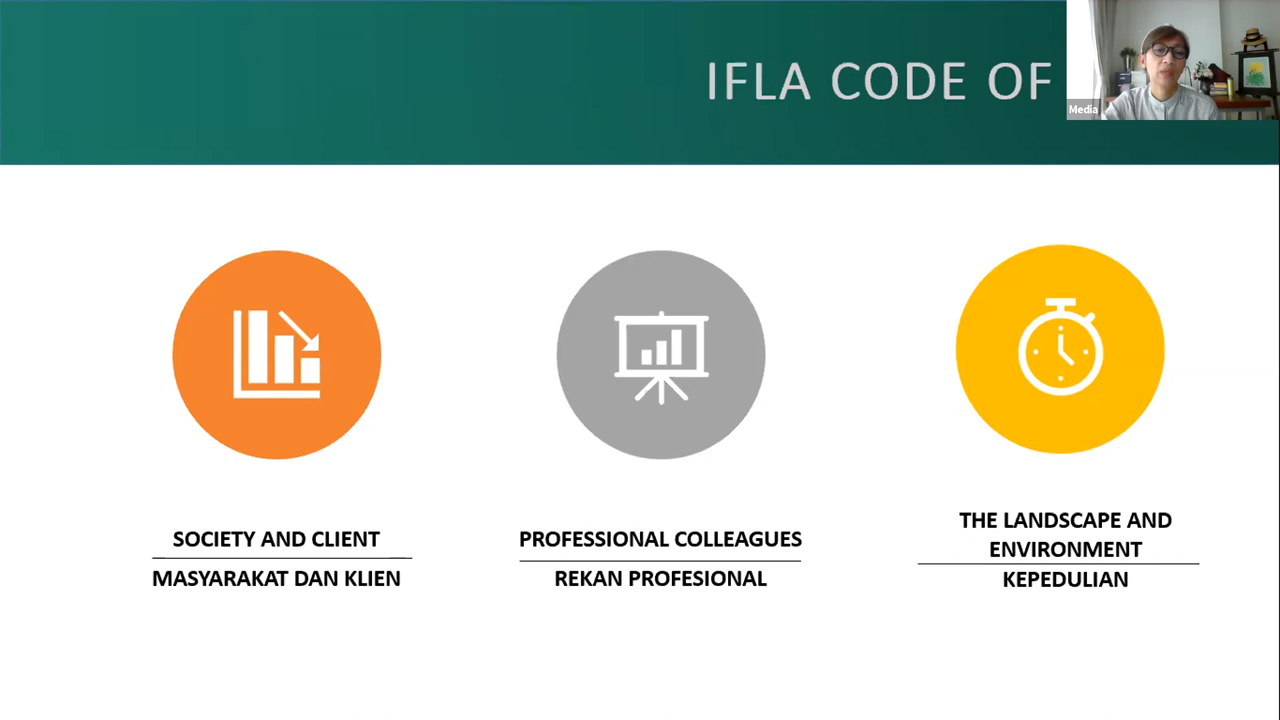 IFLA CODE OF
Media
SOCIETY AND CLIENT
MASYARAKAT DAN KLIEN
PROFESSIONAL COLLEAGUES
REKAN PROFESIONAL
THE LANDSCAPE AND
ENVIRONMENT
KEPEDULIAN